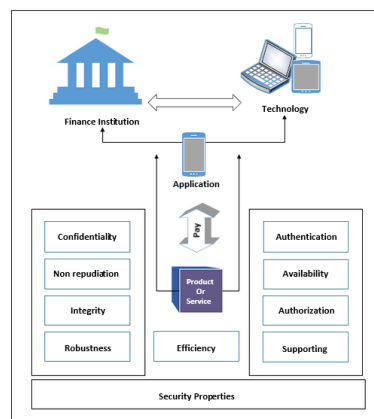 Finance Institution
Technology
Application
Pay
Confidentiality
Non repudiation
Integrity
Robustness
Product
Or
Service
Efficiency
Authentication
Availability
Authorization
Supporting
Security Properties